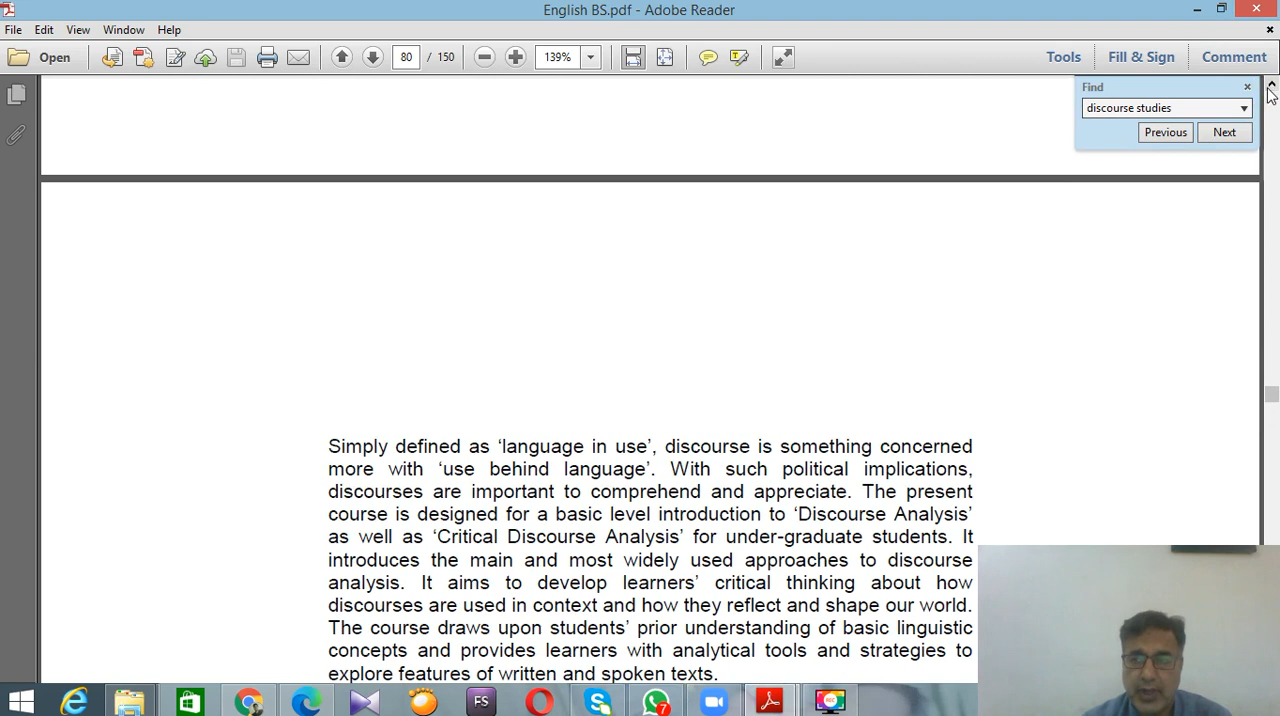 English BS.pdf - Adobe Reader
File Edit View Window Help
Open 80 / 150 139% Tools Fill & Sign Comment
Find
discourse studies
Previous Next
Simply defined as ‘language in use’, discourse is something concerned
more with ‘use behind language’. With such political implications,
discourses are important to comprehend and appreciate. The present
course is designed for a basic level introduction to ‘Discourse Analysis’
as well as ‘Critical Discourse Analysis’ for under-graduate students. It
introduces the main and most widely used approaches to discourse
analysis. It aims to develop learners’ critical thinking about how
discourses are used in context and how they reflect and shape our world.
The course draws upon students’ prior understanding of basic linguistic
concepts and provides learners with analytical tools and strategies to
explore features of written and spoken texts.
FS 7